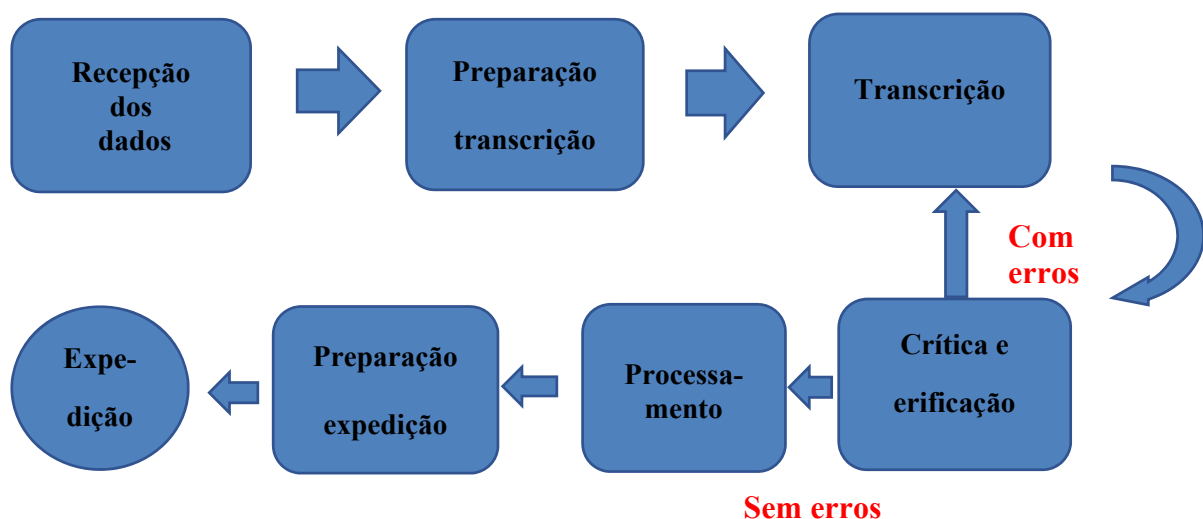 Recepção
dos
dados
Preparação
transcrição
Transcrição
Com
erros
Expe-
dição
Preparação
expedição
Processa-
mento
Crítica e
erificação
Sem erros